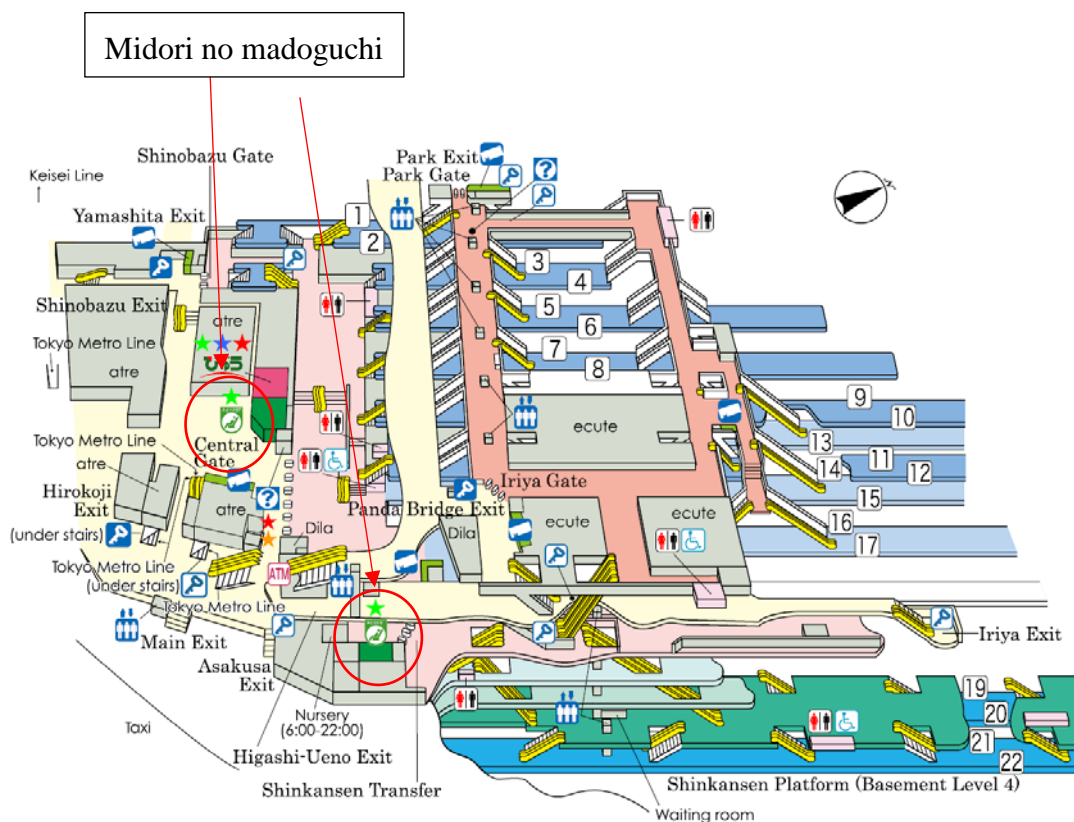 Midori no madoguchi
Shinobazu Gate
Keisei Line
Yamashita Exit
Park Exit
Park Gate
?
N
1
2
3
4
5
6
7
8
9
10
11
12
13
14
15
16
17
Shinobazu Exit
atre
Tokyo Metro Line
atre
Central
Gate
Tokyo Metro Line
atre
Hirokoji
Exit
atre
?
(under stairs)
Tokyo Metro Line
(under stairs)
Tokyo Metro Line
ATM
Dila
Panda Bridge Exit
Iriya Gate
Dila
ecute
ecute
ecute
Main Exit
Asakusa
Exit
Iriya Exit
Taxi
Nursery
(6:00-22:00)
Higashi-Ueno Exit
Shinkansen Transfer
19
20
21
22
Shinkansen Platform (Basement Level 4)
Waiting room